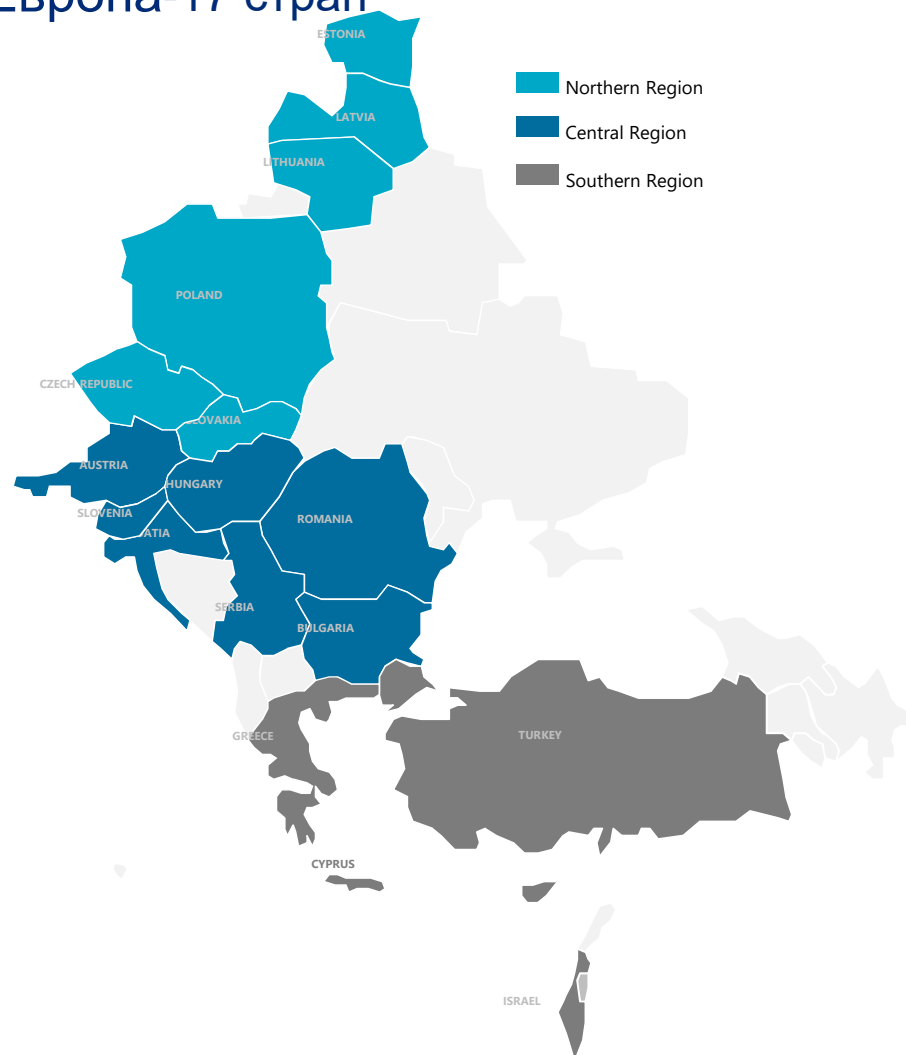 Европа-17 стран
ESTONIA
Northern Region
LATVIA
Central Region
LITHUANIA
Southern Region
POLAND
CZECH REPUBLIC
SLOVAKIA
AUSTRIA
HUNGARY
SLOVENIA
ROMANIA
ATIA
SERBIA
BULGARIA
GREECE
TURKEY
CYPRUS
ISRAEL